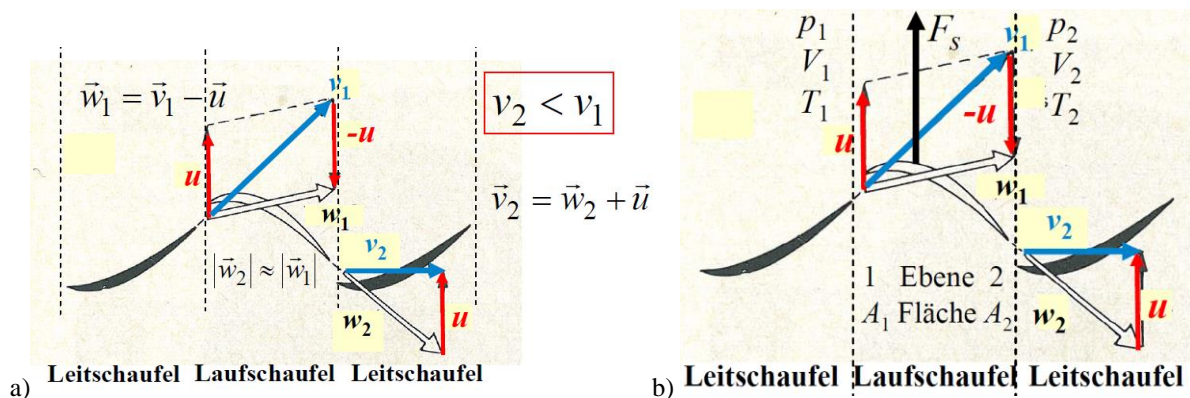 a)
w⃗₁ = v⃗₁ − u⃗
v₁
v₂ < v₁
u
-u
v⃗₂ = w⃗₂ + u⃗
w₁
|w⃗₂| ≈ |w⃗₁|
v₂
w₂
u
Leitschaufel Laufschaufel Leitschaufel
b)
p₁
V₁
T₁
Fₛ
v₁
p₂
V₂
T₂
u
-u
w₁
v₂
1 Ebene 2
A₁ Fläche A₂
w₂
u
Leitschaufel Laufschaufel Leitschaufel